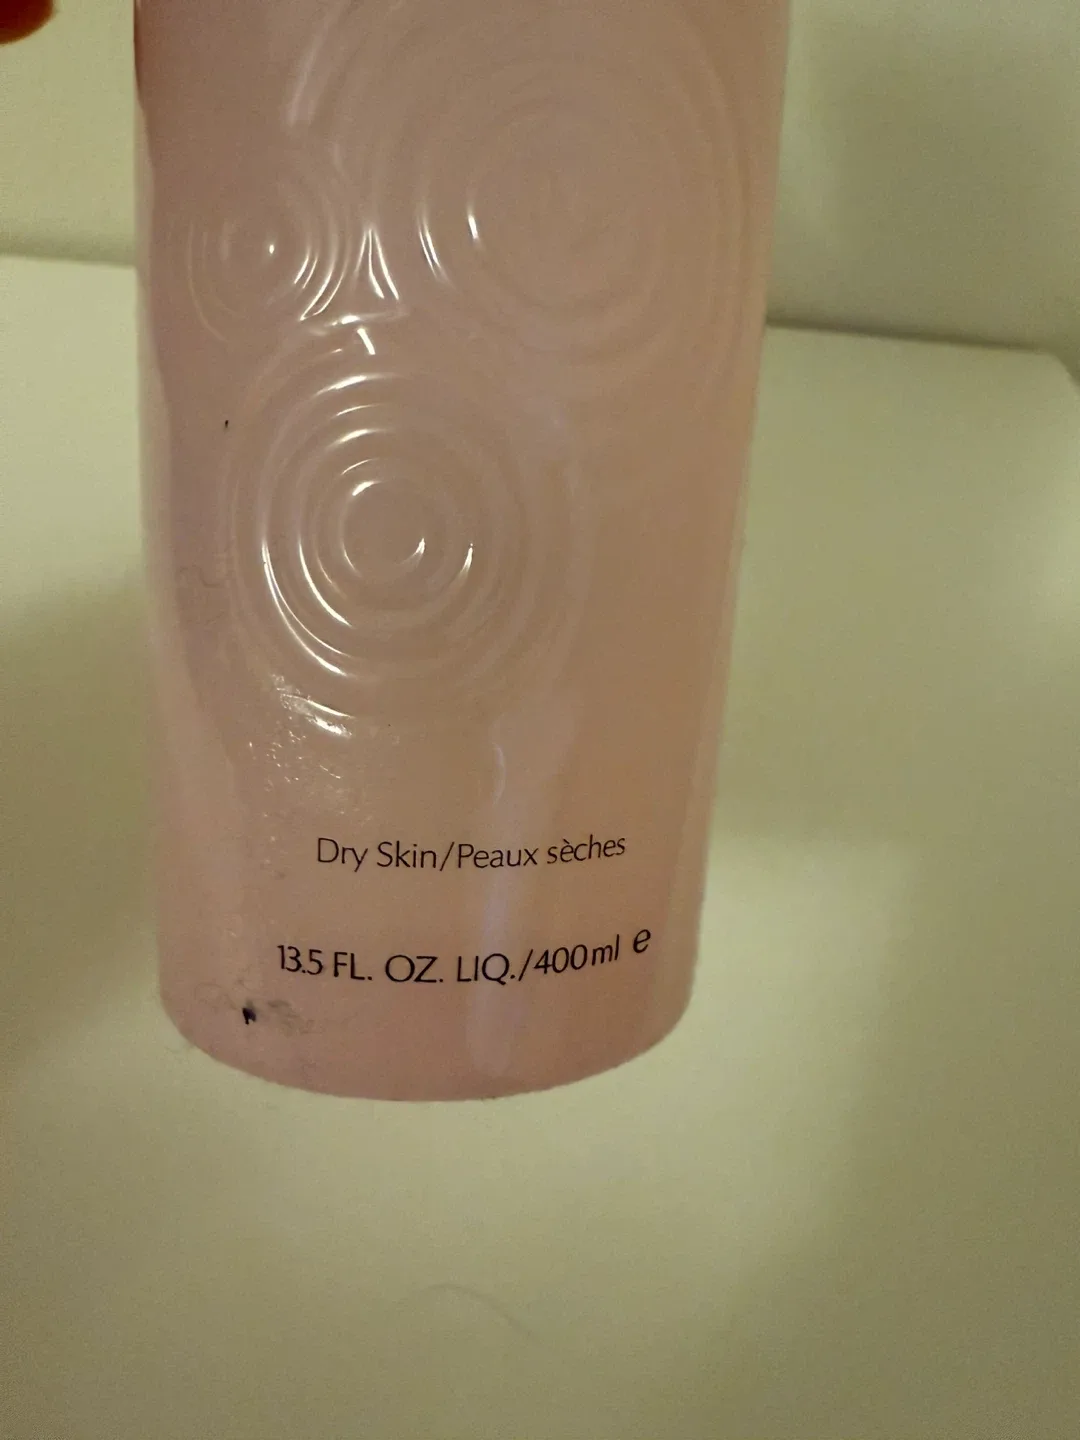 Dry Skin/Peaux sèches
13.5 FL. OZ. LIQ./400ml e